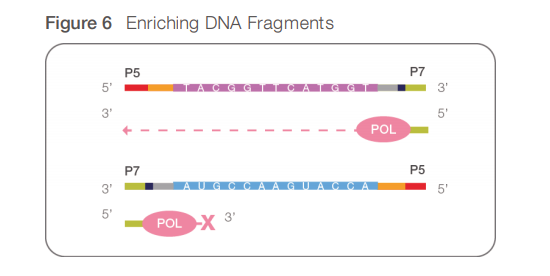 Figure 6 Enriching DNA Fragments
P5 P7
5' T A C G G T T C A T G G T 3'
3' 5'
POL
P7 P5
3' A U G C C A A G U A C C A 5'
5' POL X 3'